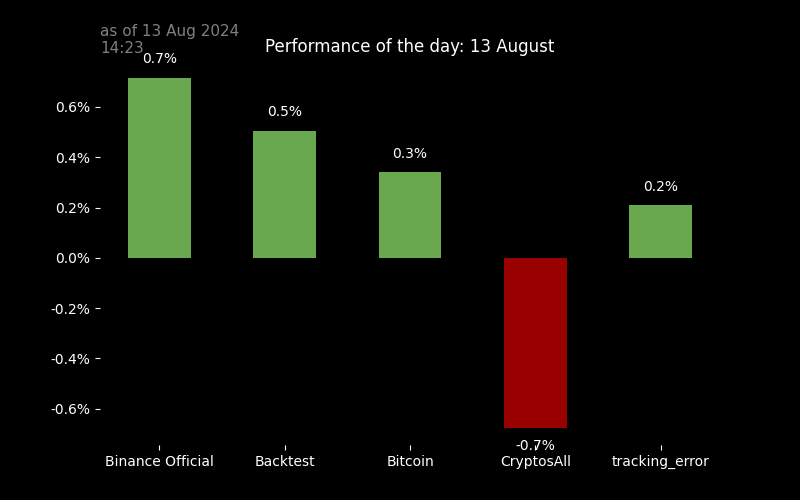 as of 13 Aug 2024
14:23
Performance of the day: 13 August
0.7%
0.5%
0.3%
-0.7%
0.2%
0.6%
0.4%
0.2%
0.0%
-0.2%
-0.4%
-0.6%
Binance Official
Backtest
Bitcoin
CryptosAll
tracking_error